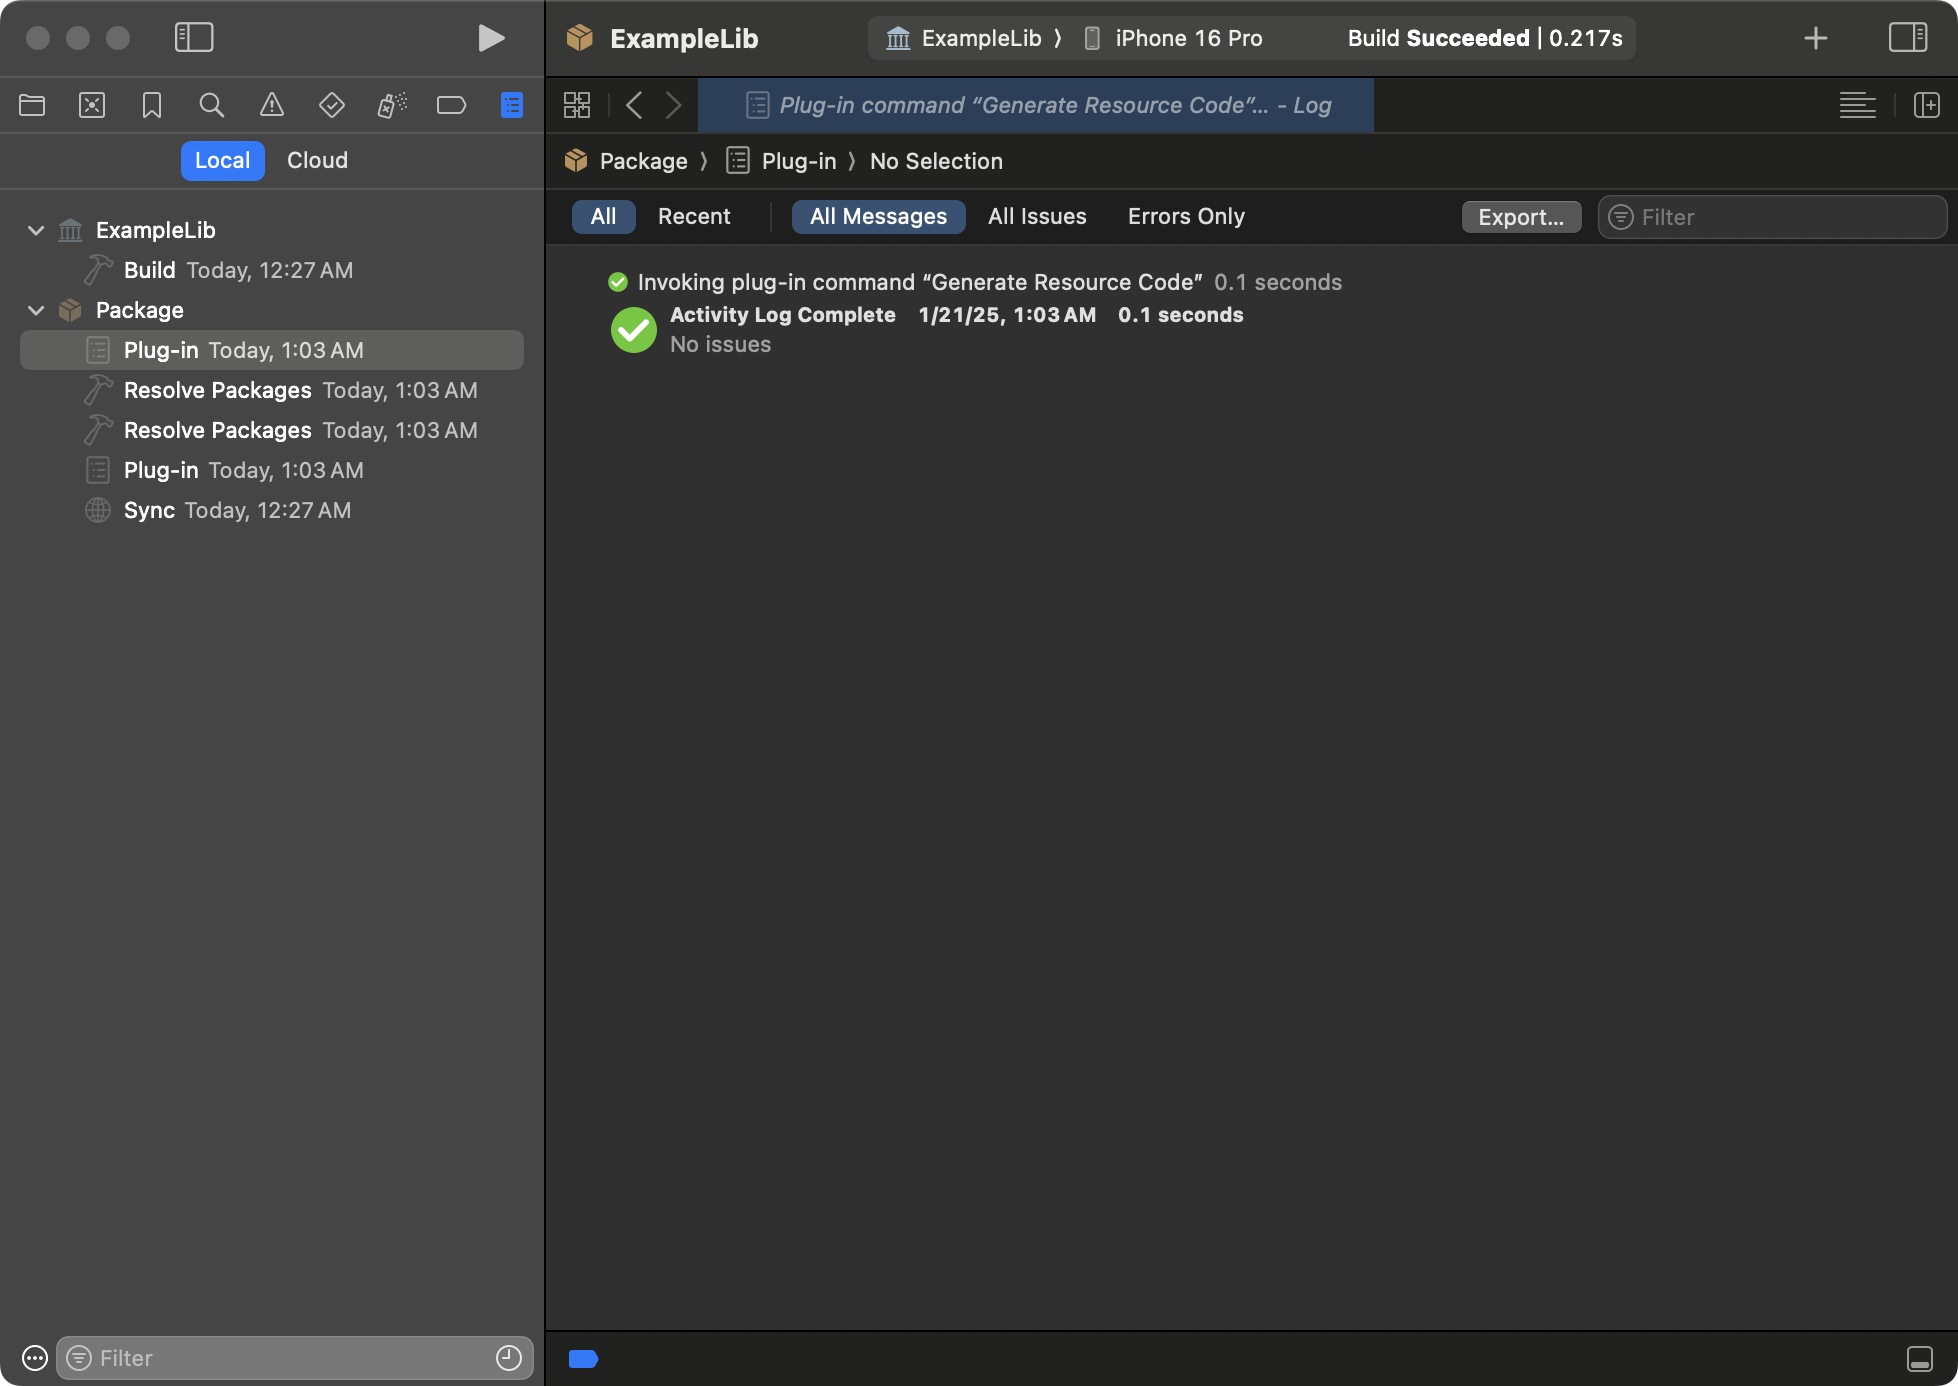 ExampleLib
ExampleLib ⟩ iPhone 16 Pro
Build Succeeded | 0.217s
Plug-in command “Generate Resource Code”... - Log
Local Cloud
Package ⟩ Plug-in ⟩ No Selection
All Recent All Messages All Issues Errors Only Export... Filter
ExampleLib
Build Today, 12:27 AM
Package
Plug-in Today, 1:03 AM
Resolve Packages Today, 1:03 AM
Resolve Packages Today, 1:03 AM
Plug-in Today, 1:03 AM
Sync Today, 12:27 AM
Invoking plug-in command “Generate Resource Code” 0.1 seconds
Activity Log Complete 1/21/25, 1:03 AM 0.1 seconds
No issues
Filter